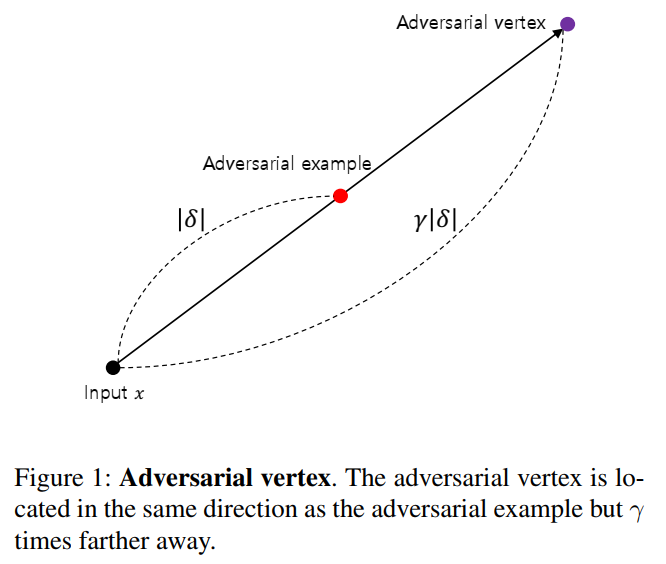 Adversarial vertex
Adversarial example
|δ|
γ|δ|
Input x
Figure 1: Adversarial vertex. The adversarial vertex is lo-
cated in the same direction as the adversarial example but γ
times farther away.